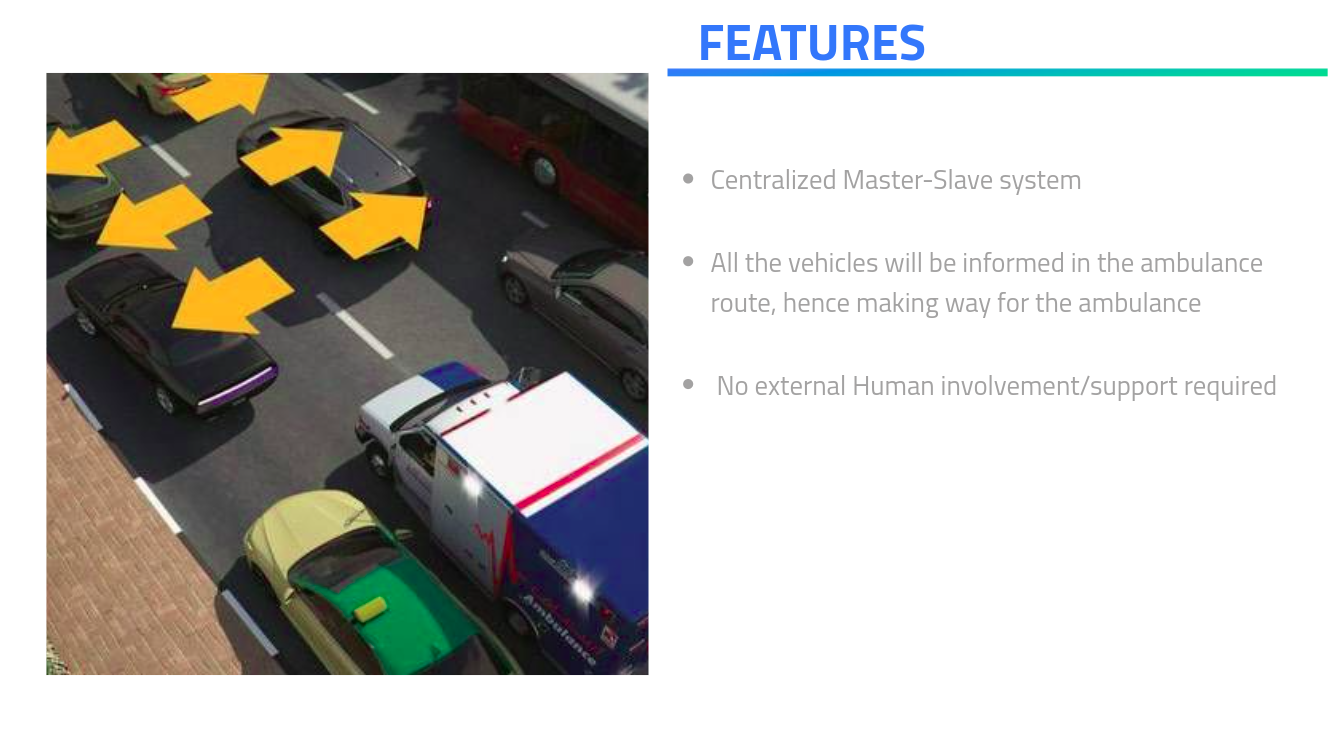 FEATURES
Centralized Master-Slave system
All the vehicles will be informed in the ambulance
route, hence making way for the ambulance
No external Human involvement/support required
Ambulance